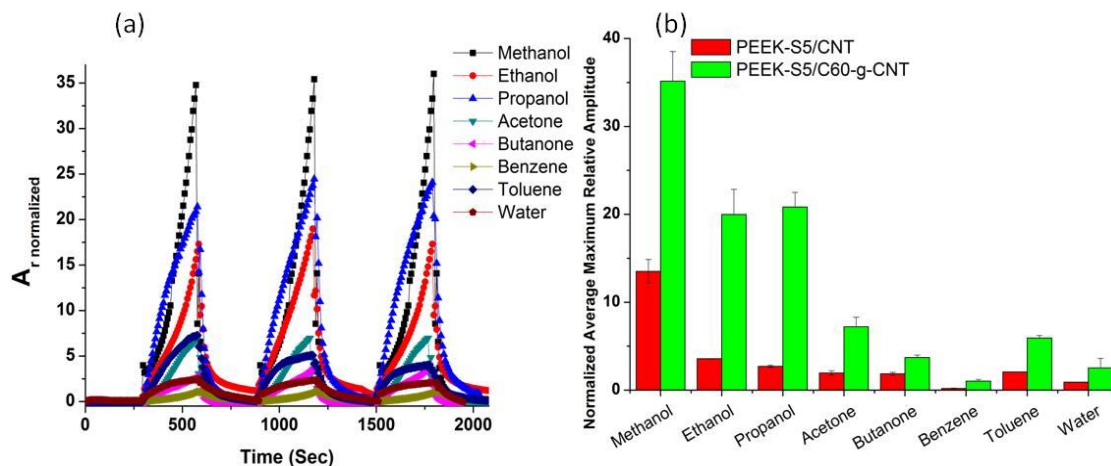 (a)
Methanol
Ethanol
Propanol
Acetone
Butanone
Benzene
Toluene
Water
A r normalized
35
30
25
20
15
10
5
0
0
500
1000
1500
2000
Time (Sec)
(b)
PEEK-S5/CNT
PEEK-S5/C60-g-CNT
Normalized Average Maximum Relative Amplitude
40
30
20
10
0
Methanol
Ethanol
Propanol
Acetone
Butanone
Benzene
Toluene
Water